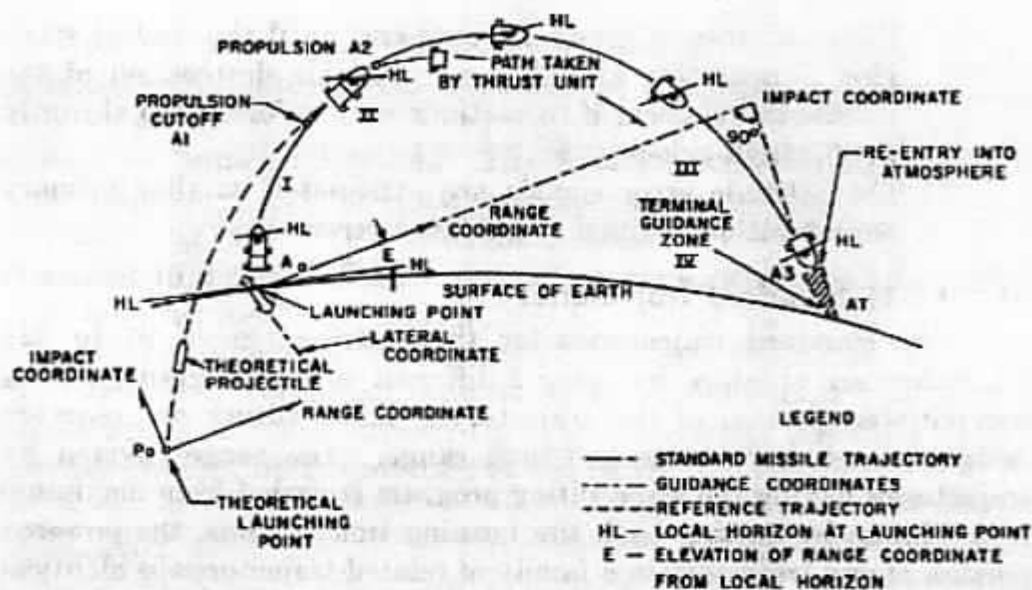 HL
PROPULSION A2
HL
PATH TAKEN
BY THRUST UNIT
HL
II
IMPACT COORDINATE
PROPULSION
CUTOFF
A1
90°
I
III
RE-ENTRY INTO
ATMOSPHERE
RANGE
COORDINATE
TERMINAL
GUIDANCE
ZONE
HL
HL
E
IV
A3
Ao
HL
SURFACE OF EARTH
AT
HL
LAUNCHING POINT
LATERAL
COORDINATE
IMPACT
COORDINATE
THEORETICAL
PROJECTILE
RANGE COORDINATE
LEGEND
Po
STANDARD MISSILE TRAJECTORY
GUIDANCE COORDINATES
THEORETICAL
LAUNCHING
POINT
REFERENCE TRAJECTORY
HL - LOCAL HORIZON AT LAUNCHING POINT
E - ELEVATION OF RANGE COORDINATE
FROM LOCAL HORIZON